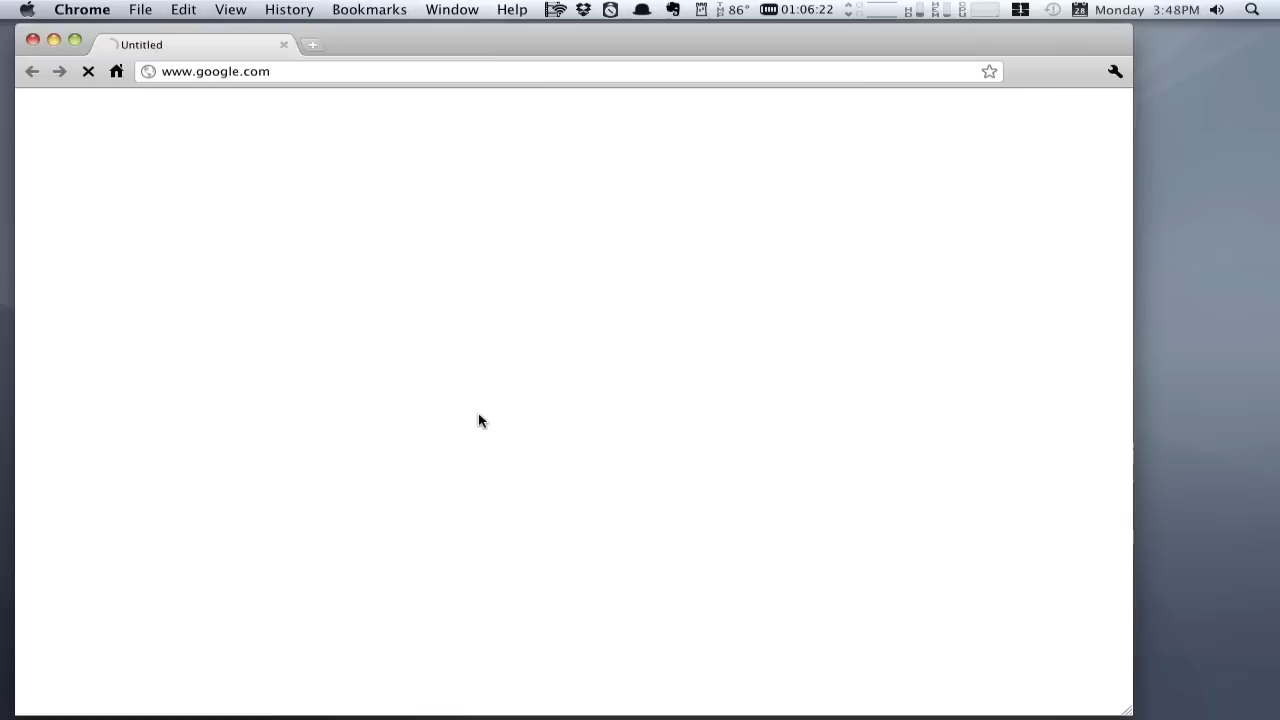 Chrome File Edit View History Bookmarks Window Help 86° 01:06:22 28 Monday 3:48PM
Untitled
www.google.com